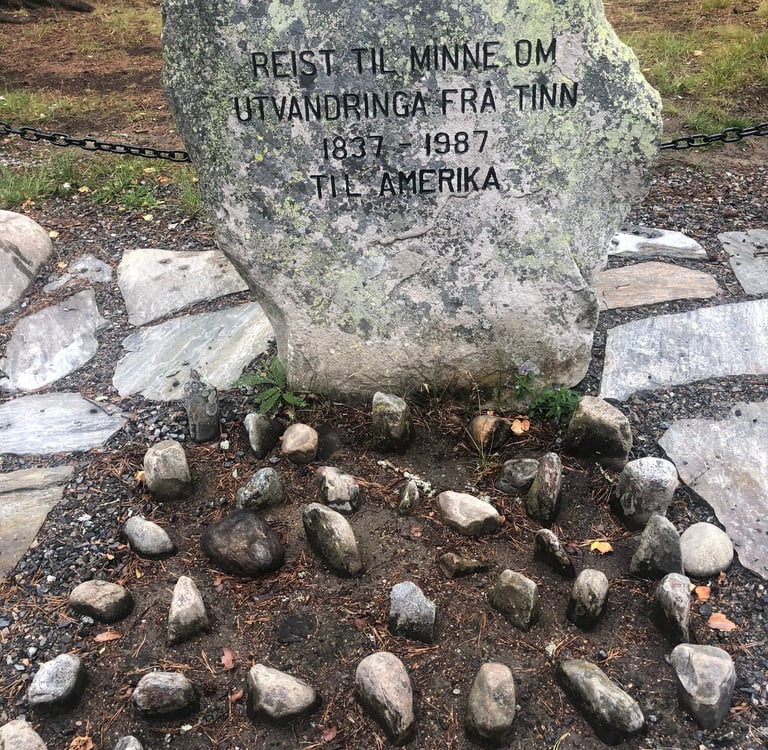 REIST TIL MINNE OM
UTVANDRINGA FRÅ TINN
1837 - 1987
TIL AMERIKA